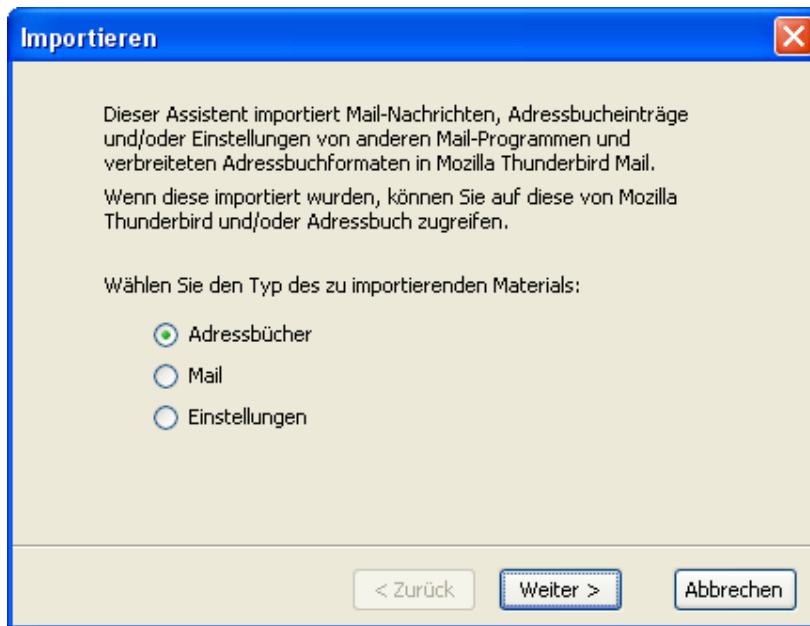 Importieren
Dieser Assistent importiert Mail-Nachrichten, Adressbucheinträge
und/oder Einstellungen von anderen Mail-Programmen und
verbreiteten Adressbuchformaten in Mozilla Thunderbird Mail.
Wenn diese importiert wurden, können Sie auf diese von Mozilla
Thunderbird und/oder Adressbuch zugreifen.
Wählen Sie den Typ des zu importierenden Materials:
Adressbücher
Mail
Einstellungen
< Zurück Weiter > Abbrechen